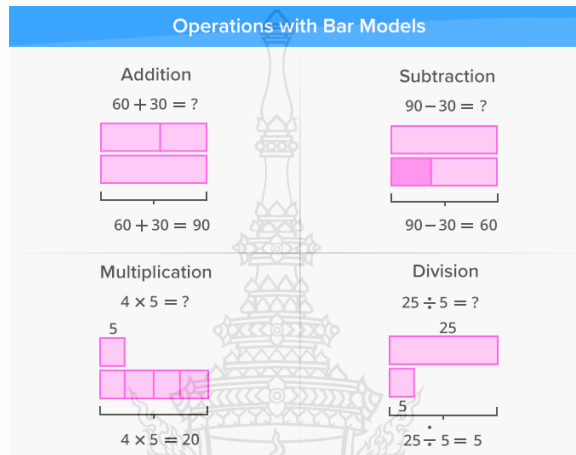 Operations with Bar Models
Addition
60 + 30 = ?
60 + 30 = 90
Subtraction
90 − 30 = ?
90 − 30 = 60
Multiplication
4 × 5 = ?
5
4 × 5 = 20
Division
25 ÷ 5 = ?
25
5
25 ÷ 5 = 5